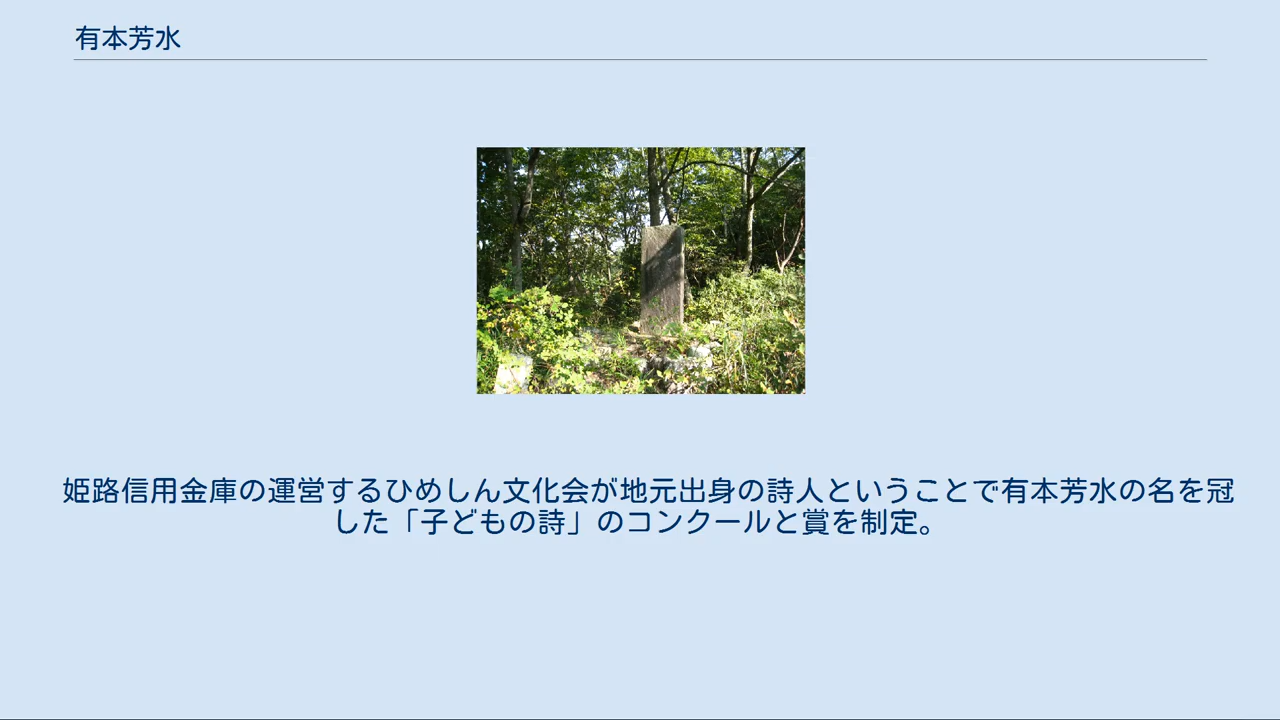 有本芳水
姫路信用金庫の運営するひめしん文化会が地元出身の詩人ということで有本芳水の名を冠
した「子どもの詩」のコンクールと賞を制定。